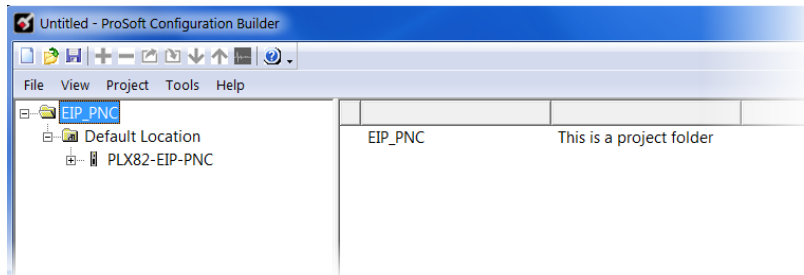 Untitled - ProSoft Configuration Builder
File View Project Tools Help
EIP_PNC
Default Location
PLX82-EIP-PNC
EIP_PNC This is a project folder